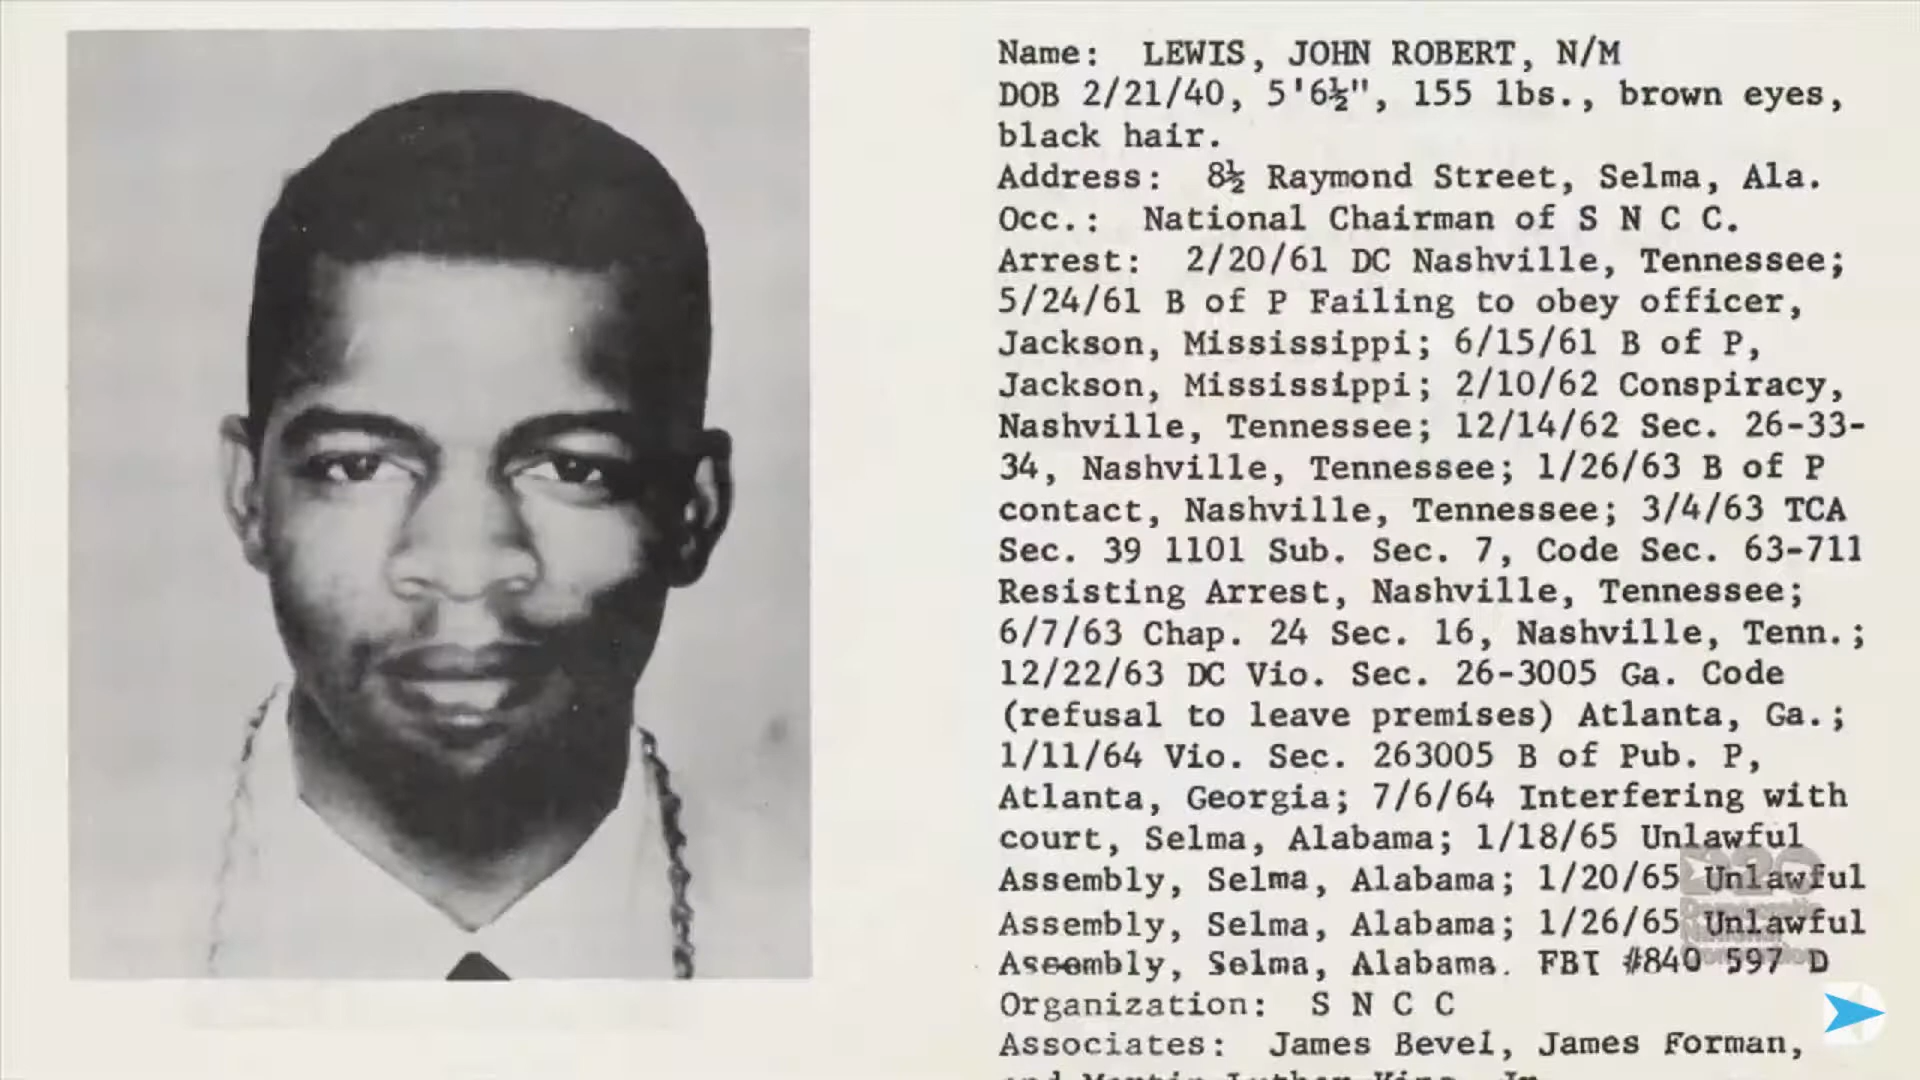 Name: LEWIS, JOHN ROBERT, N/M
DOB 2/21/40, 5'6½", 155 lbs., brown eyes,
black hair.
Address: 8½ Raymond Street, Selma, Ala.
Occ.: National Chairman of S N C C.
Arrest: 2/20/61 DC Nashville, Tennessee;
5/24/61 B of P Failing to obey officer,
Jackson, Mississippi; 6/15/61 B of P,
Jackson, Mississippi; 2/10/62 Conspiracy,
Nashville, Tennessee; 12/14/62 Sec. 26-33-
34, Nashville, Tennessee; 1/26/63 B of P
contact, Nashville, Tennessee; 3/4/63 TCA
Sec. 39 1101 Sub. Sec. 7, Code Sec. 63-711
Resisting Arrest, Nashville, Tennessee;
6/7/63 Chap. 24 Sec. 16, Nashville, Tenn.;
12/22/63 DC Vio. Sec. 26-3005 Ga. Code
(refusal to leave premises) Atlanta, Ga.;
1/11/64 Vio. Sec. 263005 B of Pub. P,
Atlanta, Georgia; 7/6/64 Interfering with
court, Selma, Alabama; 1/18/65 Unlawful
Assembly, Selma, Alabama; 1/20/65 Unlawful
Assembly, Selma, Alabama; 1/26/65 Unlawful
Assembly, Selma, Alabama. FBI #840 597 D
Organization: S N C C
Associates: James Bevel, James Forman,
and Martin Luther King, Jr.
Democratic
National
Convention